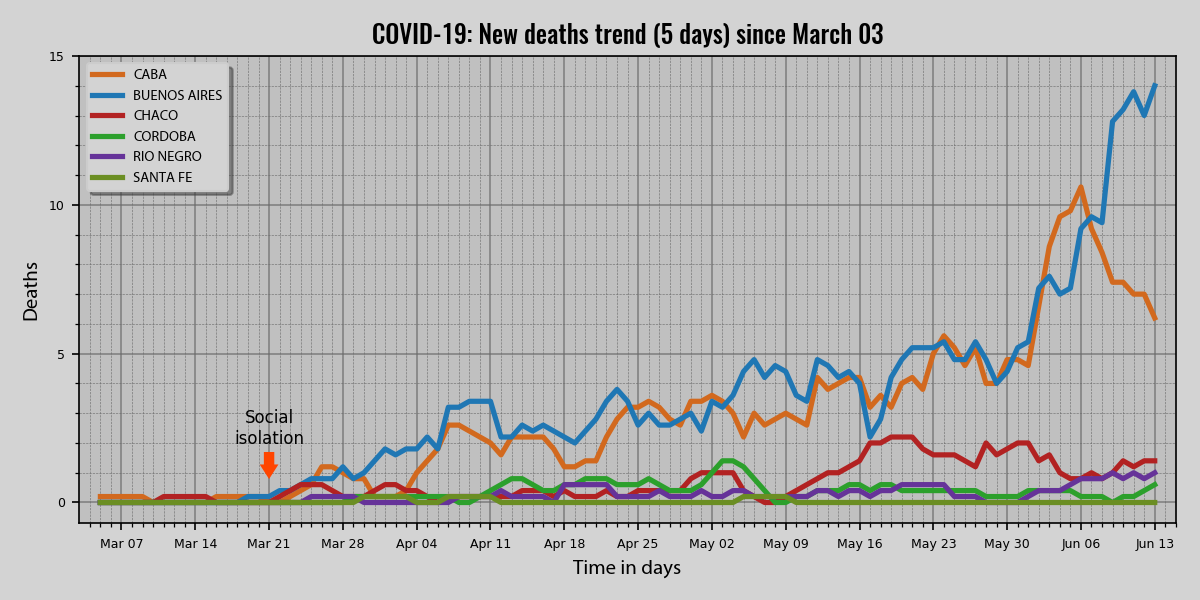 COVID-19: New deaths trend (5 days) since March 03
15
10
5
0
Deaths
CABA
BUENOS AIRES
CHACO
CORDOBA
RIO NEGRO
SANTA FE
Social
isolation
Mar 07 Mar 14 Mar 21 Mar 28 Apr 04 Apr 11 Apr 18 Apr 25 May 02 May 09 May 16 May 23 May 30 Jun 06 Jun 13
Time in days